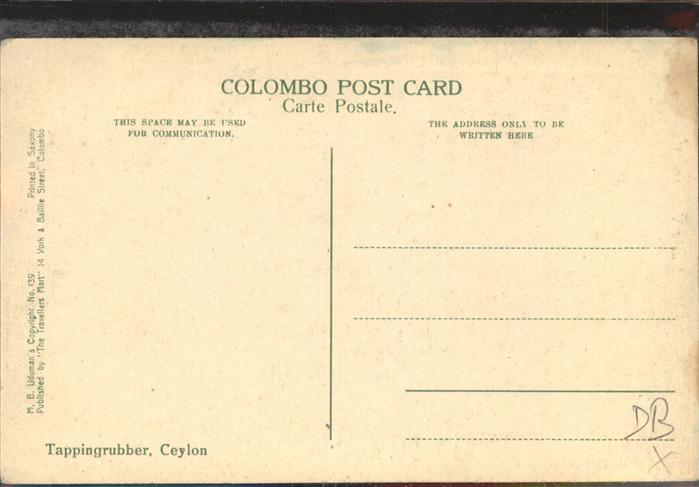 COLOMBO POST CARD
Carte Postale.
THIS SPACE MAY BE USED
FOR COMMUNICATION.
THE ADDRESS ONLY TO BE
WRITTEN HERE
M. B. Uduman's Copyright No. 139 Printed in Saxony
Published by "The Travellers Mart" 14 York & Baillie Street, Colombo
Tappingrubber, Ceylon
DB
X